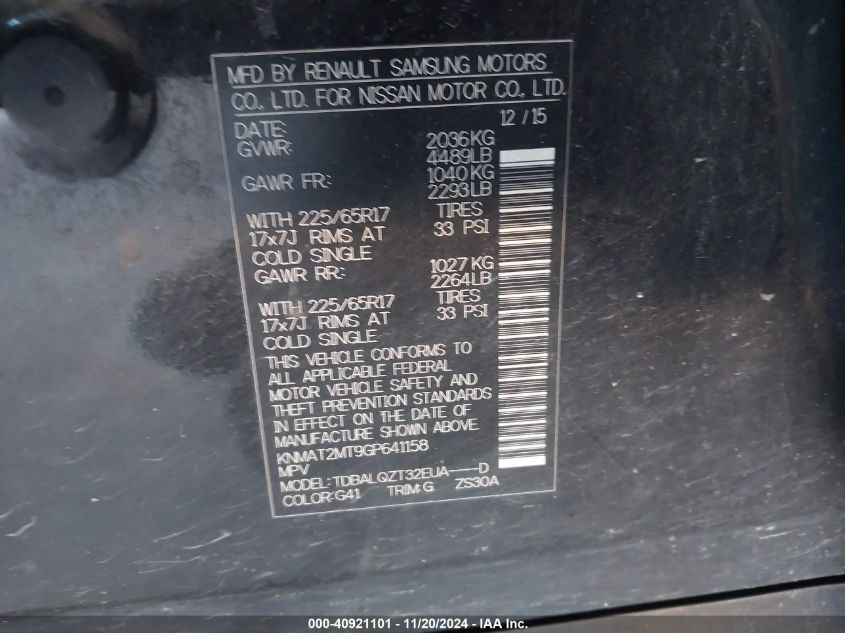 MFD BY RENAULT SAMSUNG MOTORS
CO., LTD. FOR NISSAN MOTOR CO., LTD.
DATE: 12 / 15
GVWR: 2036KG
4489LB
GAWR FR: 1040KG
2293LB
WITH 225/65R17 TIRES
17x7J RIMS AT 33 PSI
COLD SINGLE
GAWR RR: 1027KG
2264LB
WITH 225/65R17 TIRES
17x7J RIMS AT 33 PSI
COLD SINGLE
THIS VEHICLE CONFORMS TO
ALL APPLICABLE FEDERAL
MOTOR VEHICLE SAFETY AND
THEFT PREVENTION STANDARDS
IN EFFECT ON THE DATE OF
MANUFACTURE SHOWN ABOVE
KNMAT2MT9GP641158
MPV
MODEL: TDBALQZT32EUA-----D
COLOR:G41 TRIM:G ZS30A
000-40921101 - 11/20/2024 - IAA Inc.